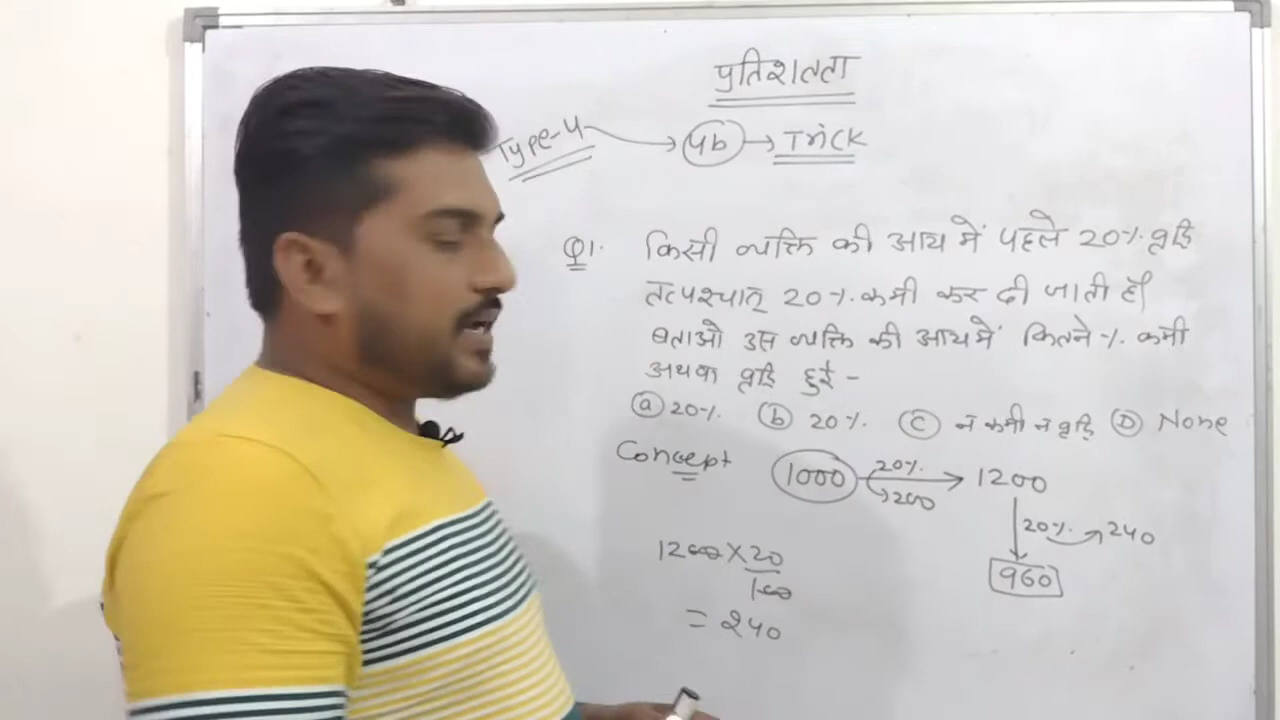 प्रतिशतता
Type-4 → 4b → Trick
Q1. किसी व्यक्ति की आय में पहले 20% वृद्धि
तत्पश्चात् 20% कमी कर दी जाती है।
बताओ उस व्यक्ति की आय में कितने % कमी
अथवा वृद्धि हुई -
(a) 20% (b) 20% (C) न कमी न वृद्धि (D) None
Concept 1000 → 20% → 200 → 1200
20% → 240
960
1200 × 20
100
= 240